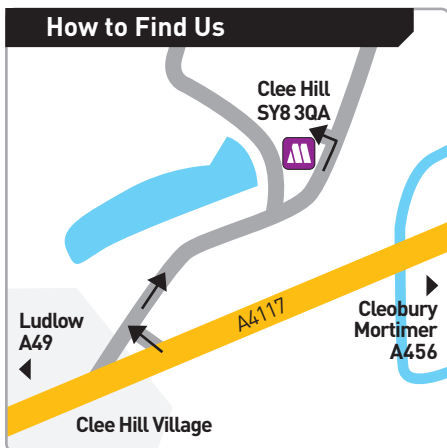 How to Find Us
Clee Hill
SY8 3QA
A4117
Ludlow
A49
Cleobury
Mortimer
A456
Clee Hill Village